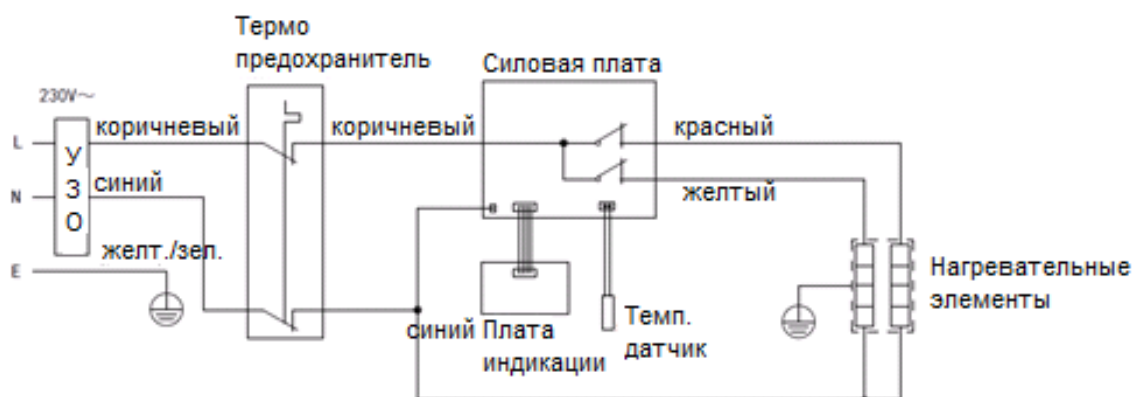 Термо
предохранитель
Силовая плата
230V~
L
коричневый
коричневый
красный
УЗО
N
синий
желтый
желт./зел.
E
Нагревательные
элементы
синий
Плата
индикации
Темп.
датчик